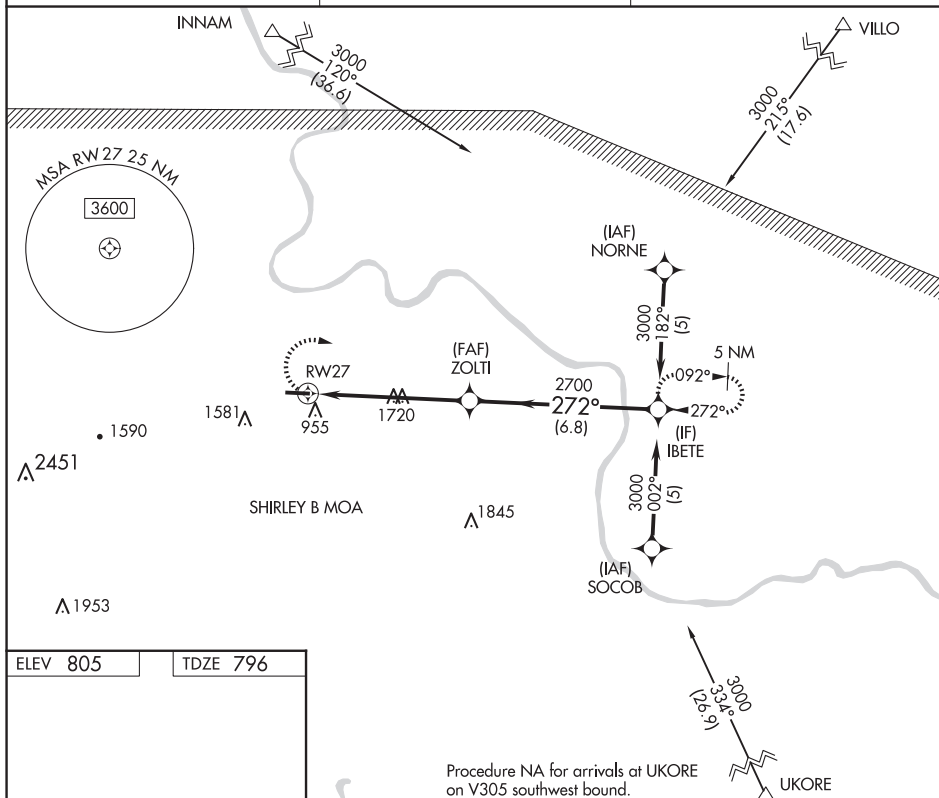 INNAM
3000
120°
(36.6)
VILLO
3000
215°
(17.6)
MSA RW27 25 NM
3600
(IAF)
NORNE
3000
182°
(5)
5 NM
092°
272°
(FAF)
ZOLTI
RW27
2700
272°
(6.8)
(IF)
IBETE
1720
955
1581
1590
2451
SHIRLEY B MOA
1845
3000
002°
(5)
(IAF)
SOCOB
1953
ELEV 805
TDZE 796
3000
334°
(26.9)
Procedure NA for arrivals at UKORE
on V305 southwest bound.
UKORE